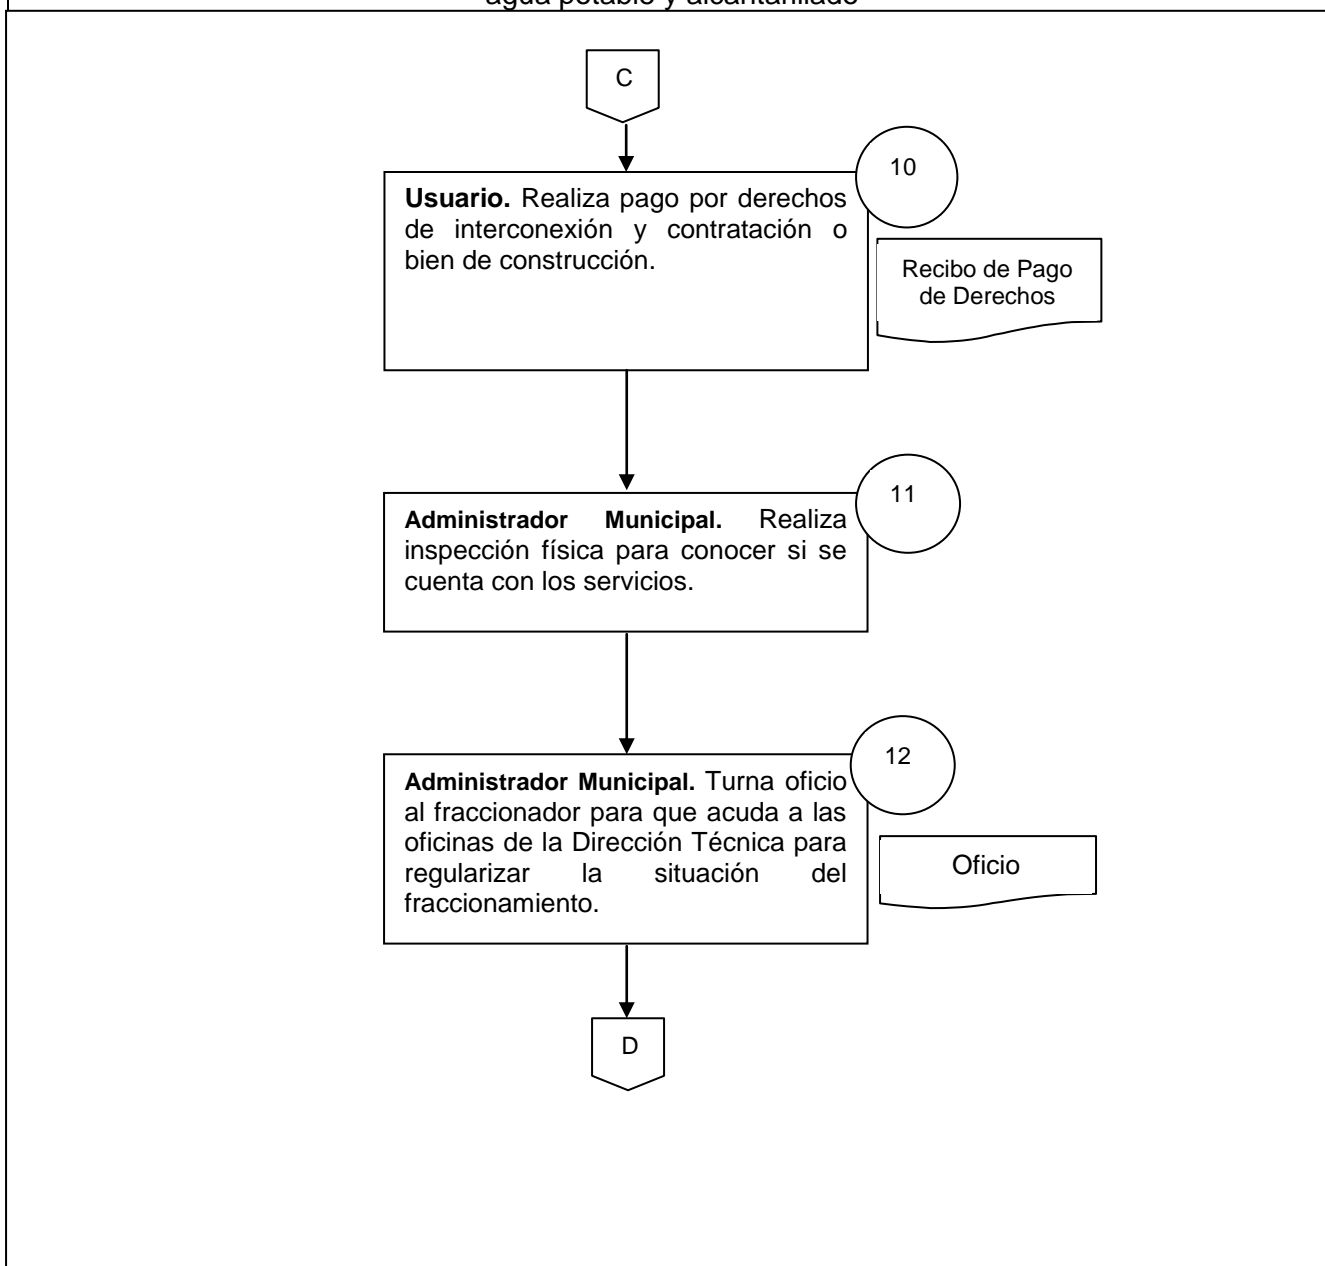 agua potable y alcantarillado
C
10
Usuario. Realiza pago por derechos
de interconexión y contratación o
bien de construcción.
Recibo de Pago
de Derechos
11
Administrador Municipal. Realiza
inspección física para conocer si se
cuenta con los servicios.
12
Administrador Municipal. Turna oficio
al fraccionador para que acuda a las
oficinas de la Dirección Técnica para
regularizar la situación del
fraccionamiento.
Oficio
D